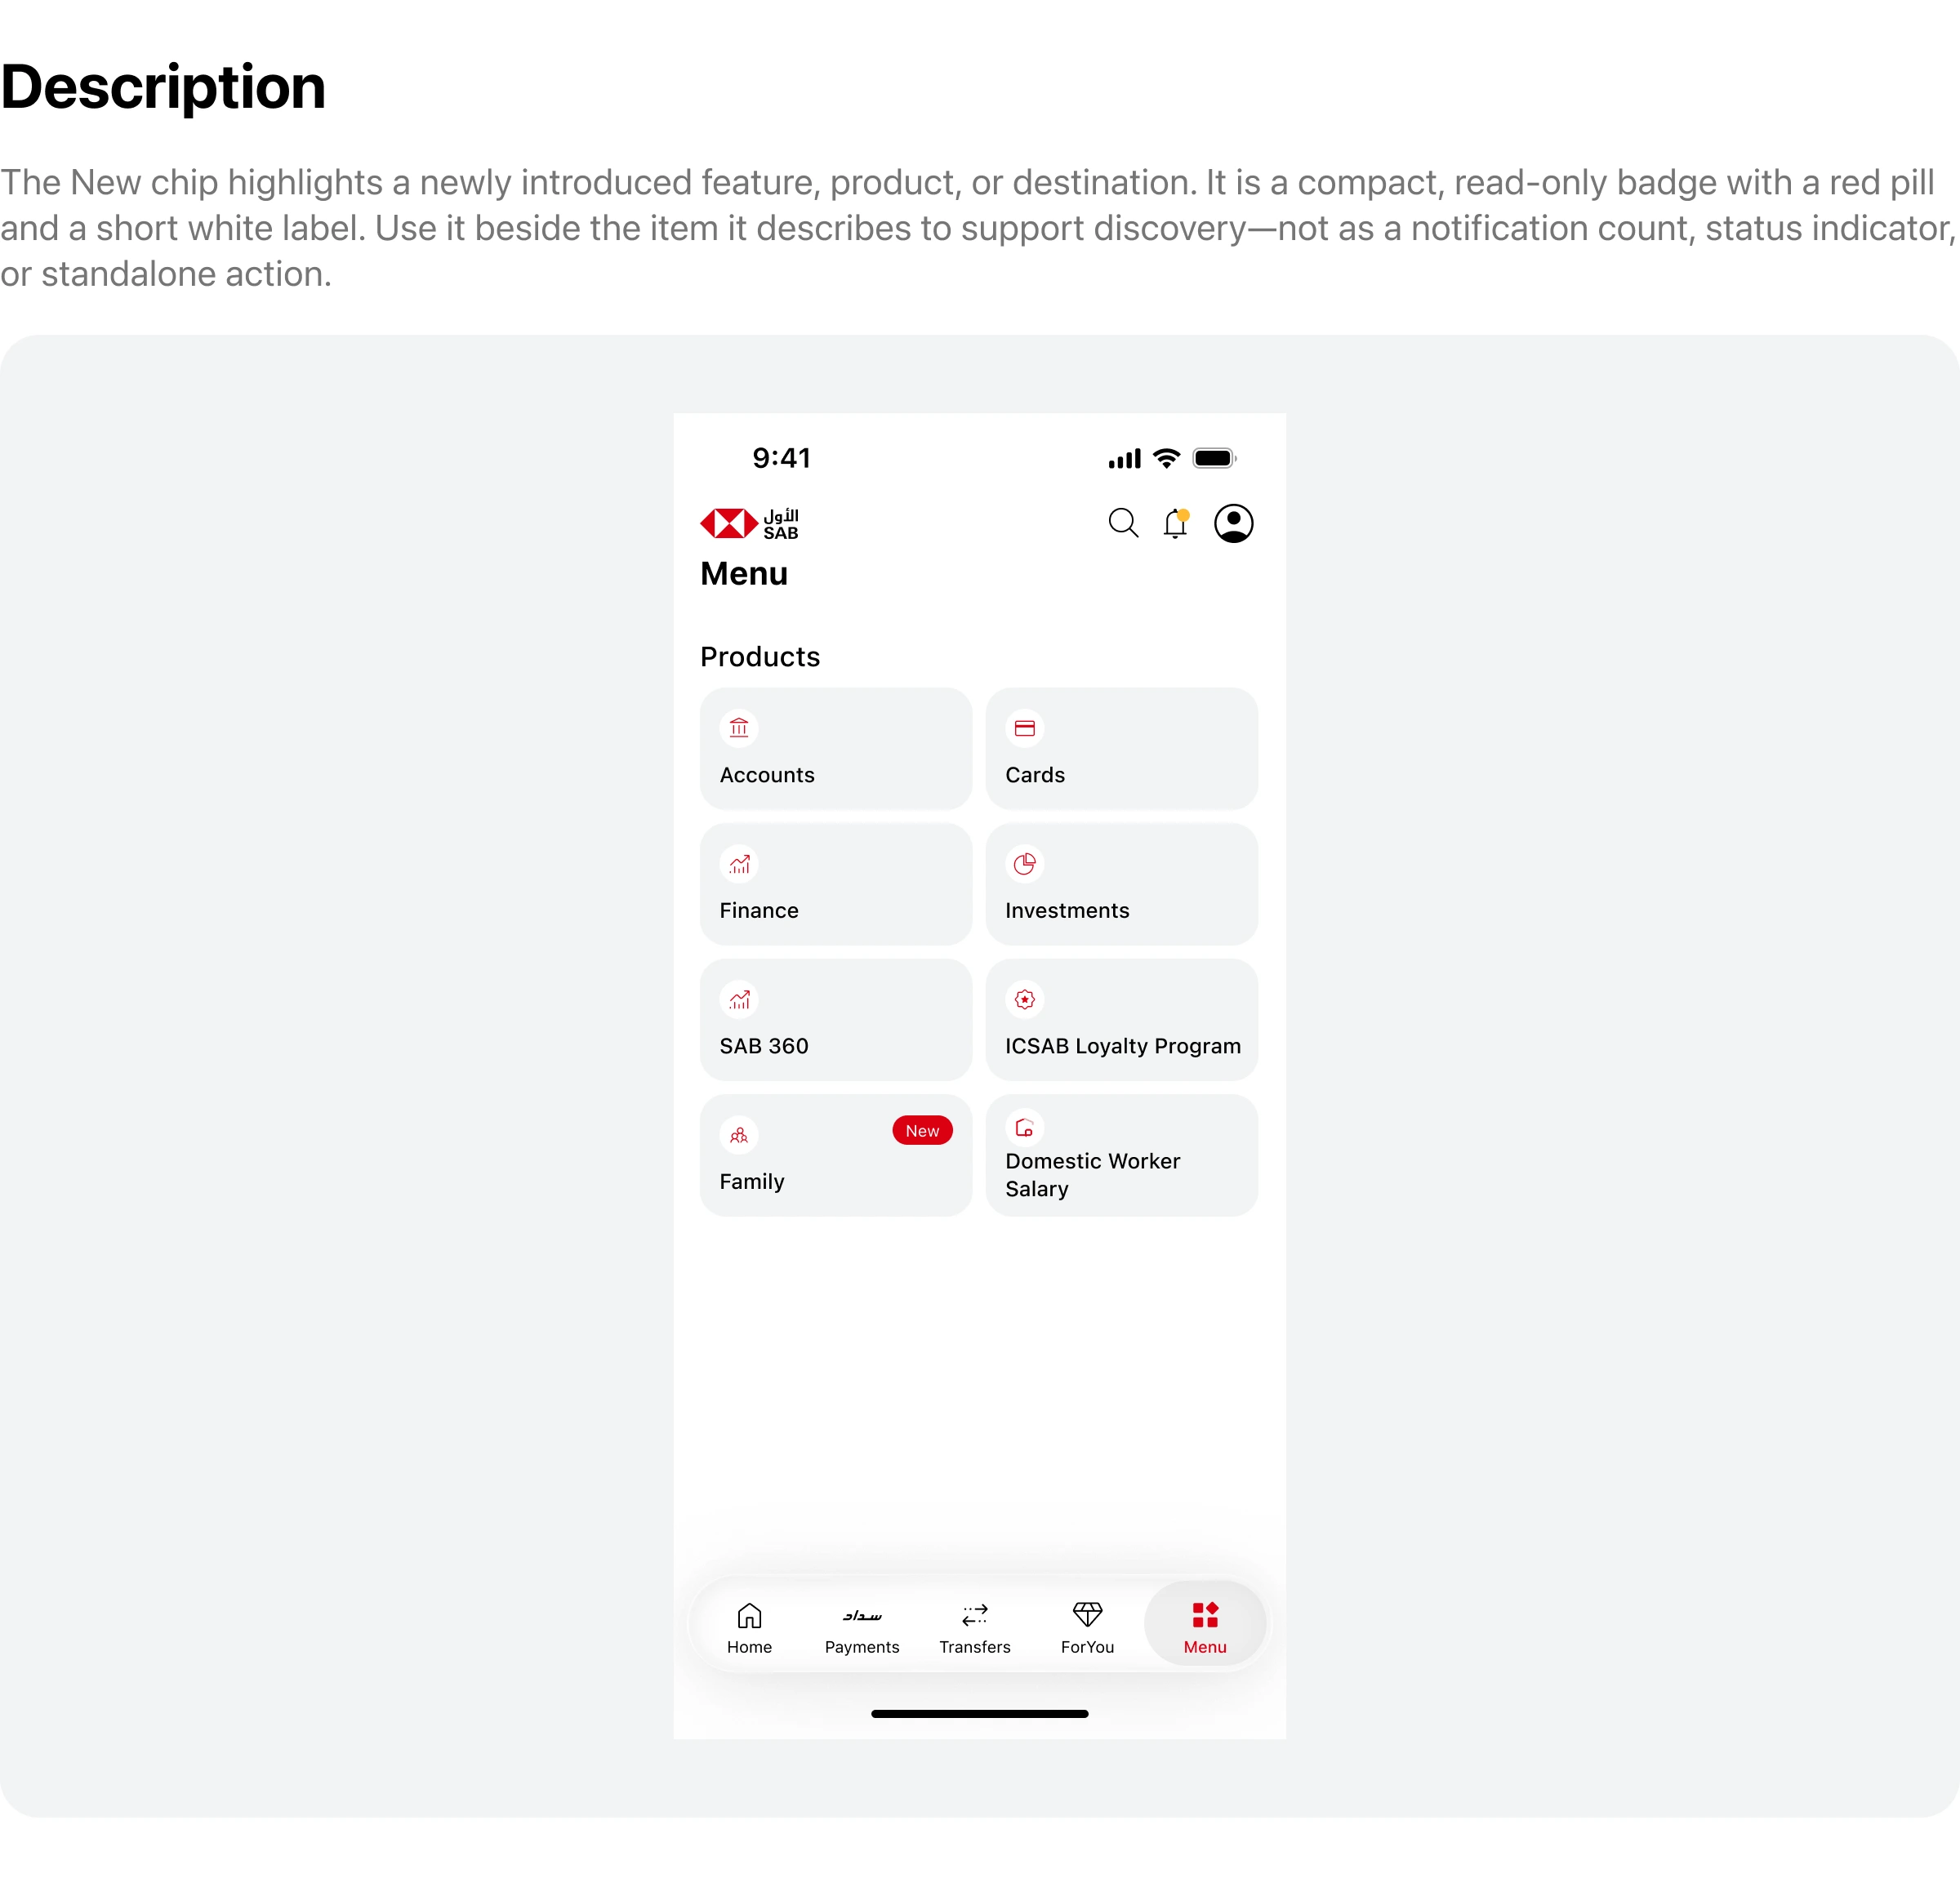 Description
The New chip highlights a newly introduced feature, product, or destination. It is a compact, read-only badge with a red pill
and a short white label. Use it beside the item it describes to support discovery—not as a notification count, status indicator,
or standalone action.
9:41
الأول
SAB
Menu
Products
Accounts
Cards
Finance
Investments
SAB 360
ICSAB Loyalty Program
New
Family
Domestic Worker
Salary
سداد
Home
Payments
Transfers
ForYou
Menu